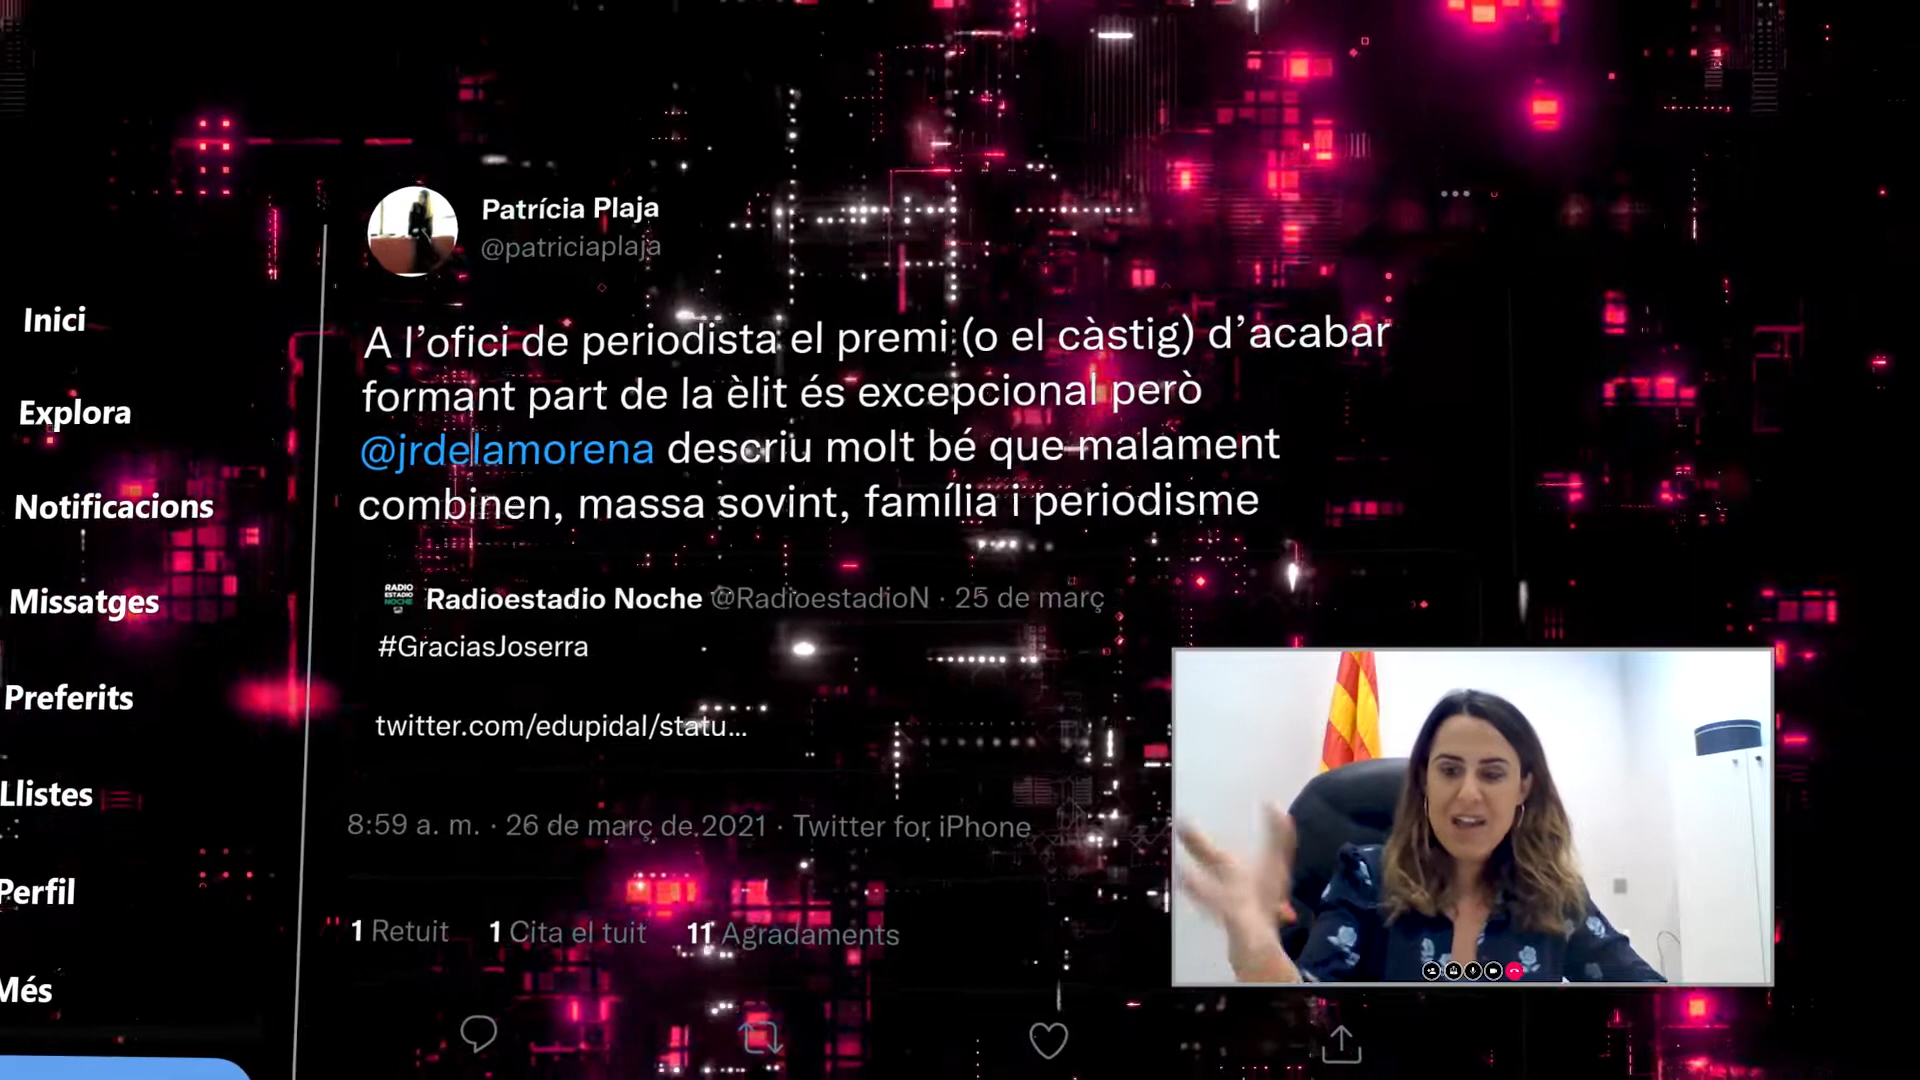 Inici
Explora
Notificacions
Missatges
Preferits
Llistes
Perfil
Més
Patrícia Plaja
@patriciaplaja
A l’ofici de periodista el premi (o el càstig) d’acabar
formant part de la èlit és excepcional però
@jrdelamorena descriu molt bé que malament
combinen, massa sovint, família i periodisme
RADIO
ESTADIO
NOCHE
Radioestadio Noche @RadioestadioN · 25 de març
#GraciasJoserra
twitter.com/edupidal/statu...
8:59 a. m. · 26 de març de 2021 · Twitter for iPhone
1 Retuit 1 Cita el tuit 11 Agradaments